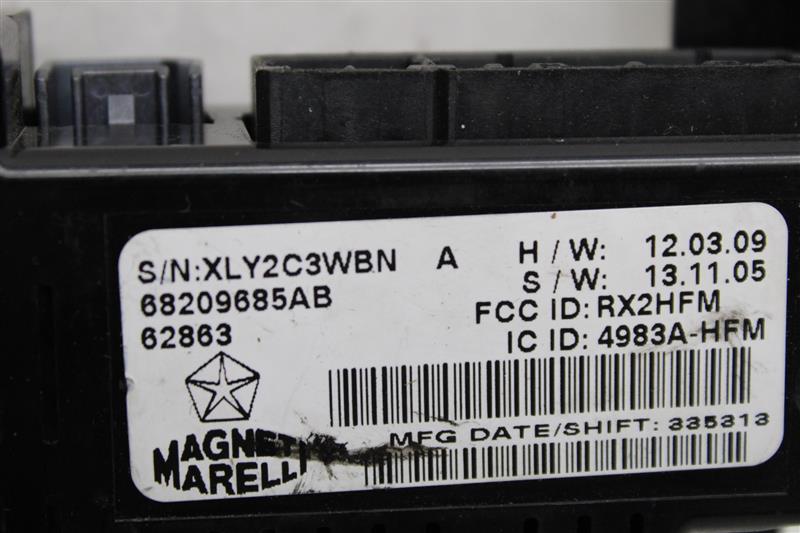 S/N:XLY2C3WBN A H/W: 12.03.09
S/W: 13.11.05
68209685AB
FCC ID: RX2HFM
62863
IC ID: 4983A-HFM
MFG DATE/SHIFT: 335313
MAGNETI
MARELLI